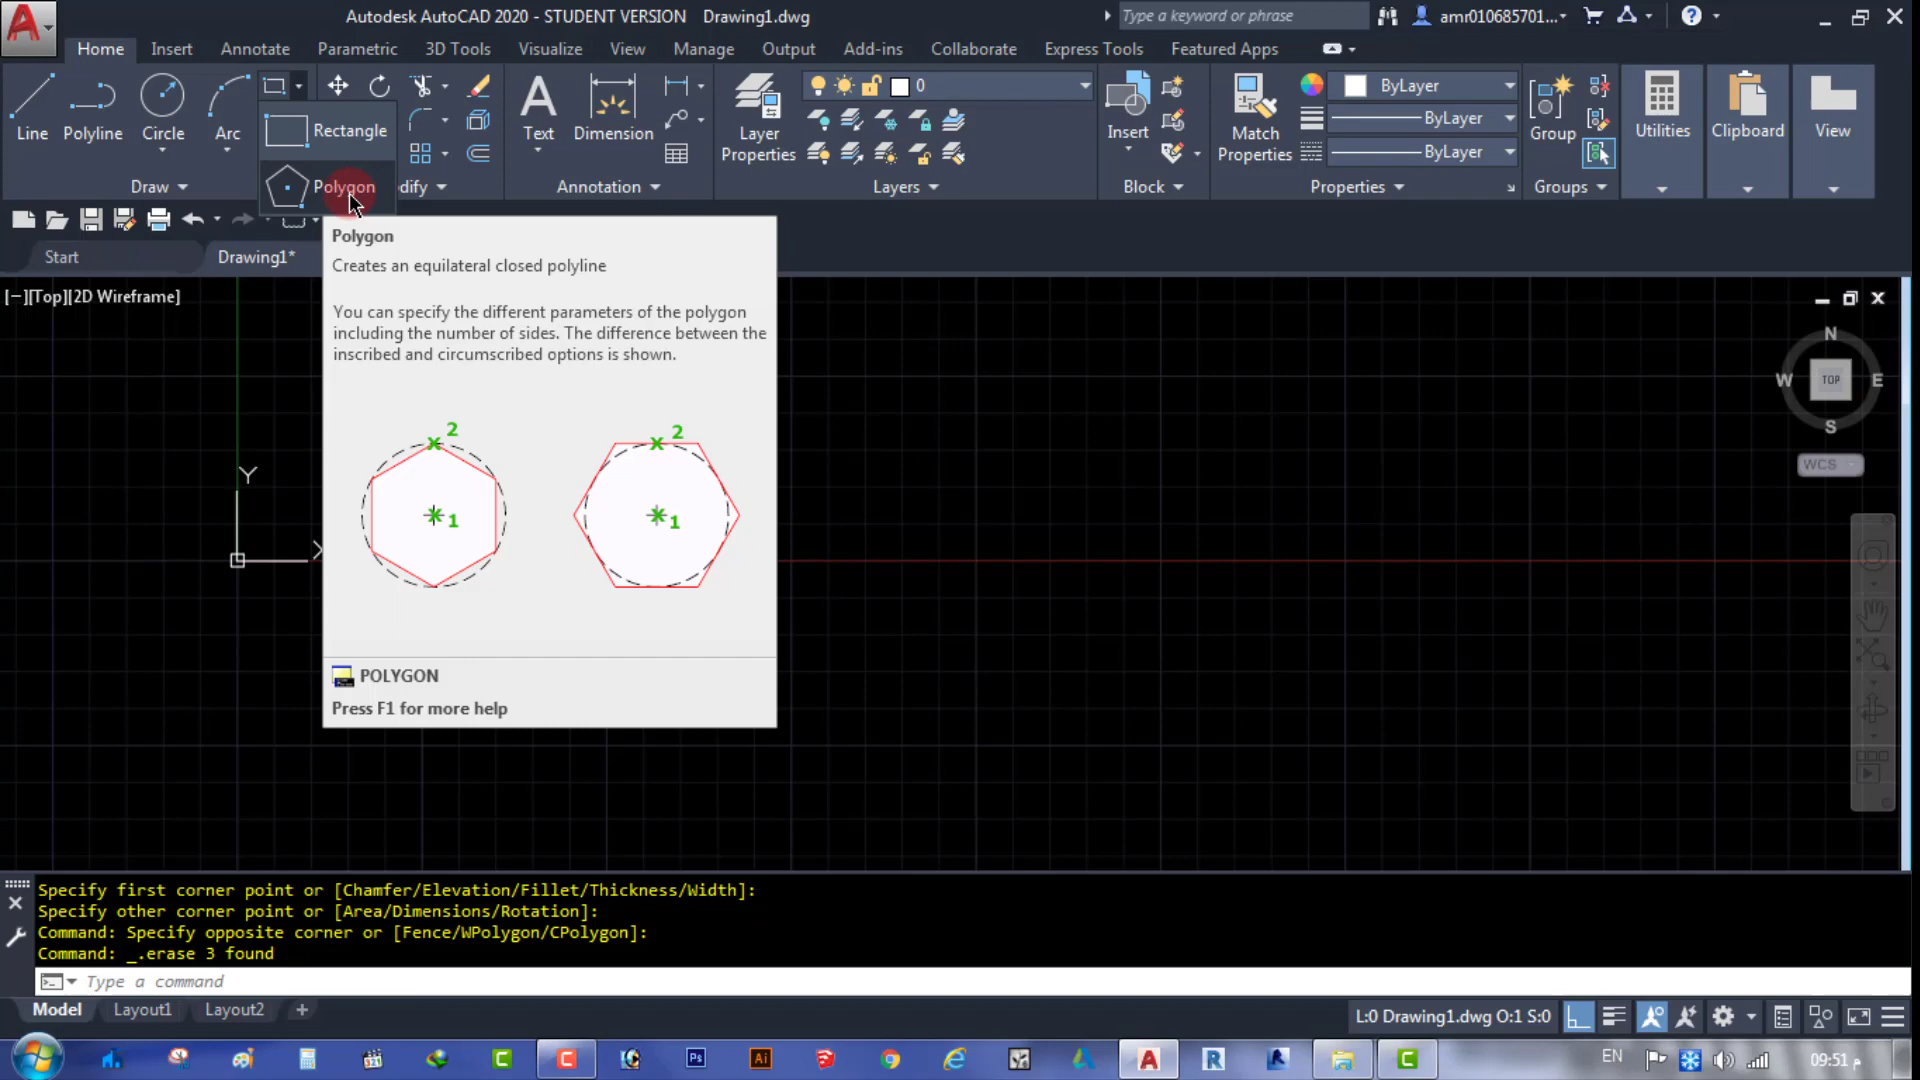 Autodesk AutoCAD 2020 - STUDENT VERSION Drawing1.dwg
Type a keyword or phrase
amr010685701...
Home Insert Annotate Parametric 3D Tools Visualize View Manage Output Add-ins Collaborate Express Tools Featured Apps
0
ByLayer
Rectangle
ByLayer
Line Polyline Circle Arc Text Dimension Layer Properties Insert Match Properties Group Utilities Clipboard View
ByLayer
Polygon
Draw dify Annotation Layers Block Properties Groups
Start Drawing1*
[−][Top][2D Wireframe]
Polygon
Creates an equilateral closed polyline
You can specify the different parameters of the polygon
including the number of sides. The difference between the
inscribed and circumscribed options is shown.
2 2
1 1
POLYGON
Press F1 for more help
Y
X
N
W TOP E
S
WCS
Specify first corner point or [Chamfer/Elevation/Fillet/Thickness/Width]:
Specify other corner point or [Area/Dimensions/Rotation]:
Command: Specify opposite corner or [Fence/WPolygon/CPolygon]:
Command: _.erase 3 found
Type a command
Model Layout1 Layout2 +
L:0 Drawing1.dwg O:1 S:0
Ps Ai
EN
09:51 م